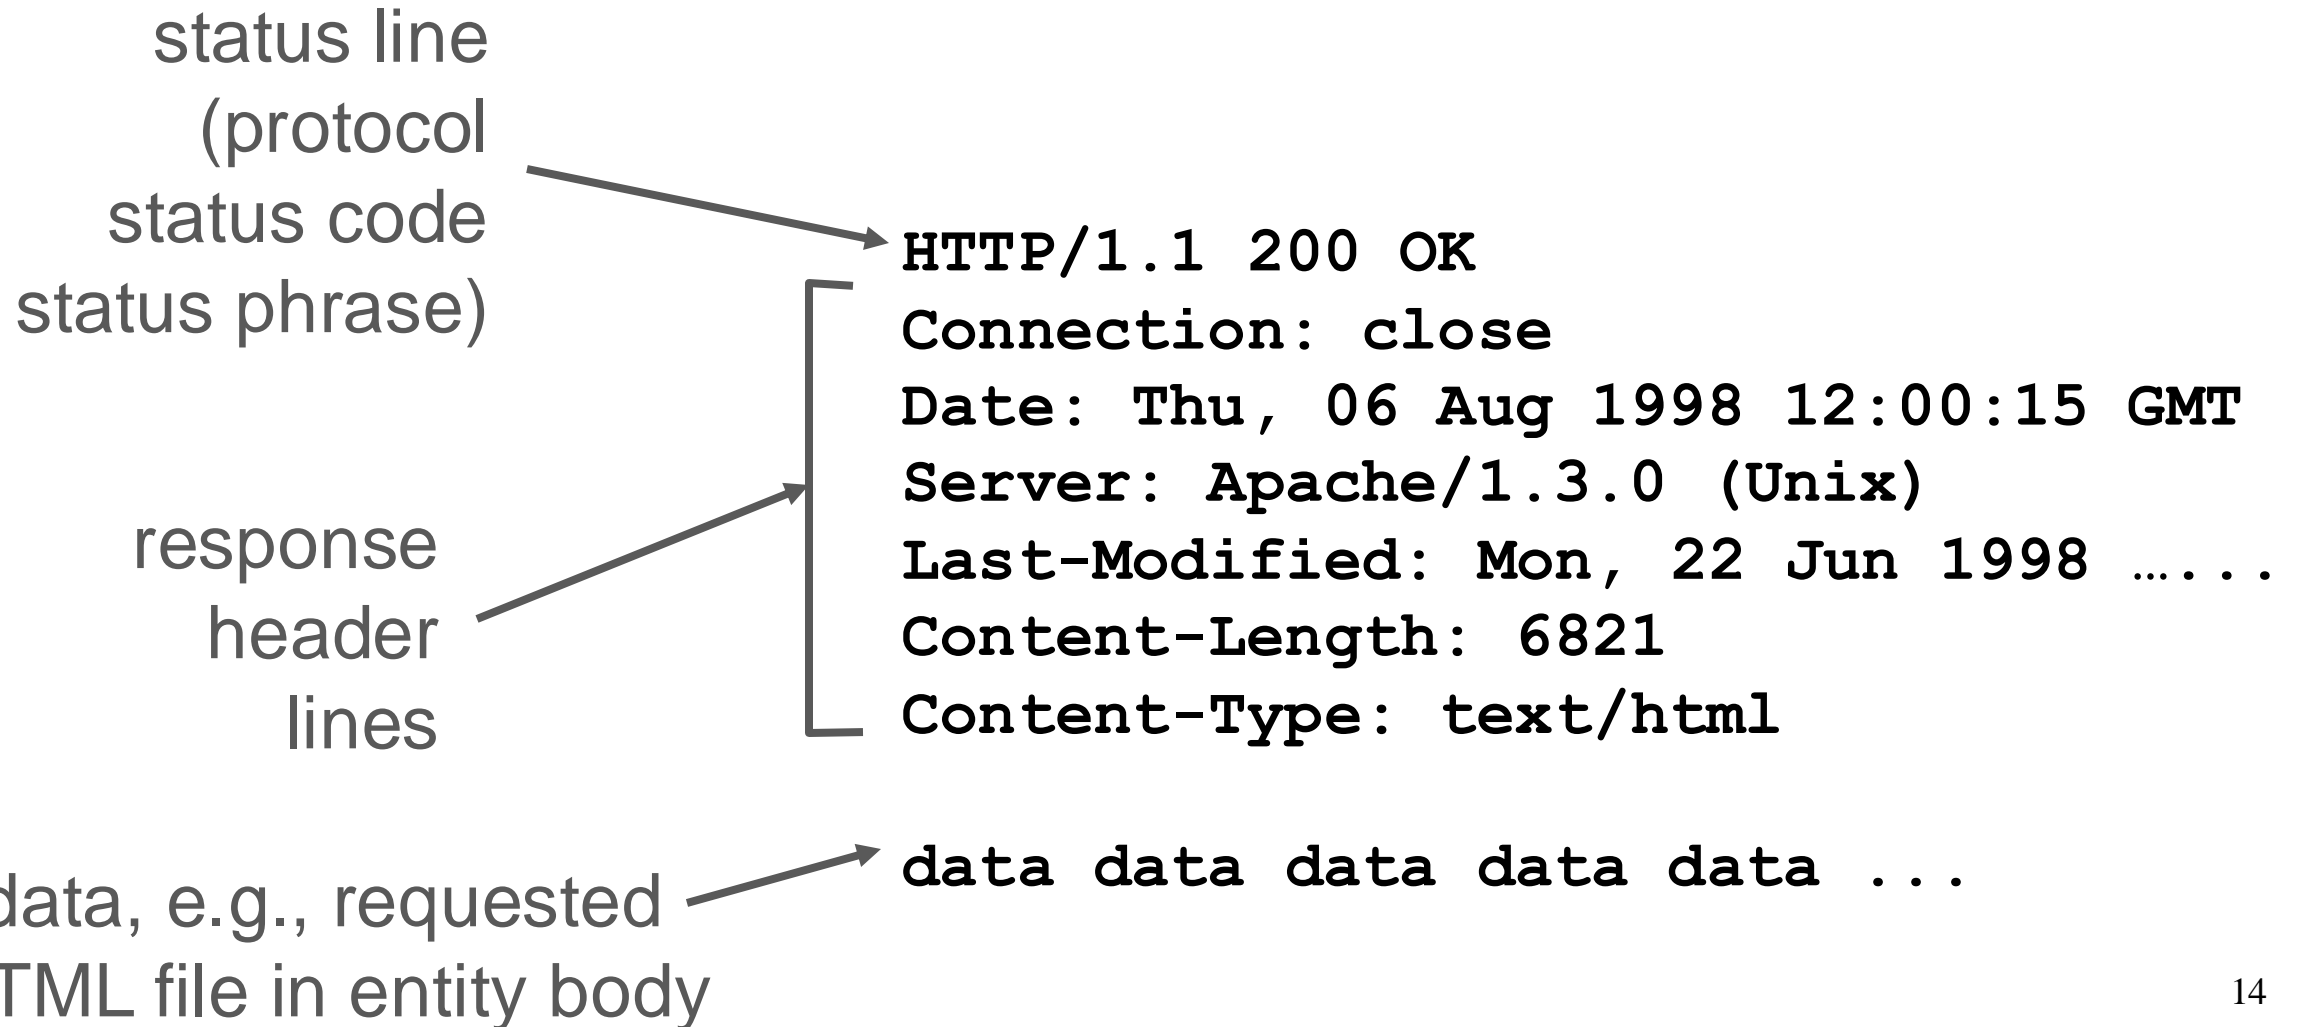 status line
(protocol
status code
status phrase)
HTTP/1.1 200 OK
Connection: close
Date: Thu, 06 Aug 1998 12:00:15 GMT
Server: Apache/1.3.0 (Unix)
Last-Modified: Mon, 22 Jun 1998 …...
Content-Length: 6821
Content-Type: text/html
response
header
lines
data data data data data ...
data, e.g., requested
TML file in entity body
14